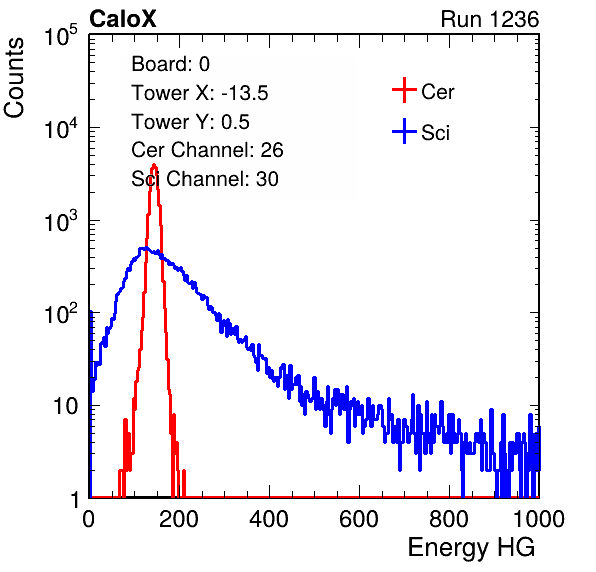 CaloX Run 1236
Counts
10^5
10^4
10^3
10^2
10
1
Board: 0
Tower X: -13.5
Tower Y: 0.5
Cer Channel: 26
Sci Channel: 30
Cer
Sci
0 200 400 600 800 1000
Energy HG